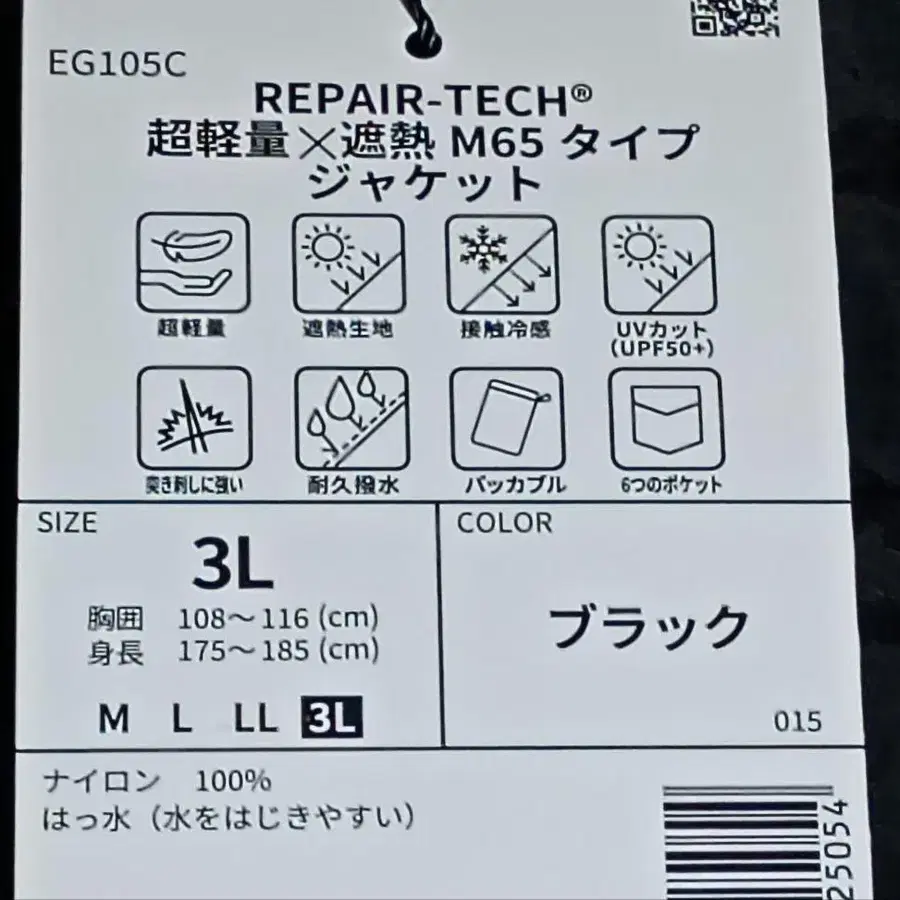 EG105C
REPAIR-TECH®
超軽量×遮熱 M65 タイプ
ジャケット
超軽量
遮熱生地
接触冷感
UVカット
(UPF50+)
突き刺しに強い
耐久撥水
パッカブル
6つのポケット
SIZE
3L
胸囲 108～116 (cm)
身長 175～185 (cm)
M L LL 3L
COLOR
ブラック
015
ナイロン 100%
はっ水（水をはじきやすい）
25054